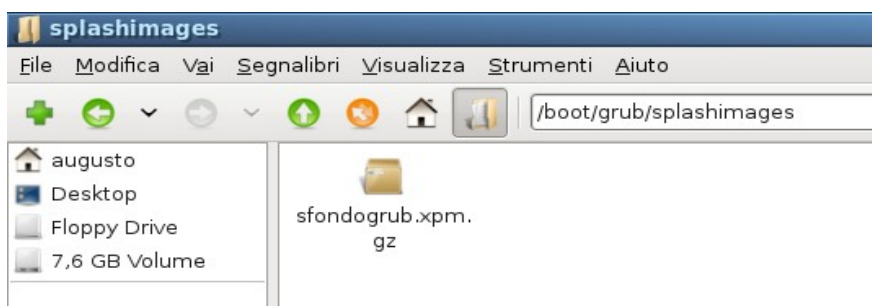 splashimages
File Modifica Vai Segnalibri Visualizza Strumenti Aiuto
/boot/grub/splashimages
augusto
Desktop
Floppy Drive
7,6 GB Volume
sfondogrub.xpm.
gz